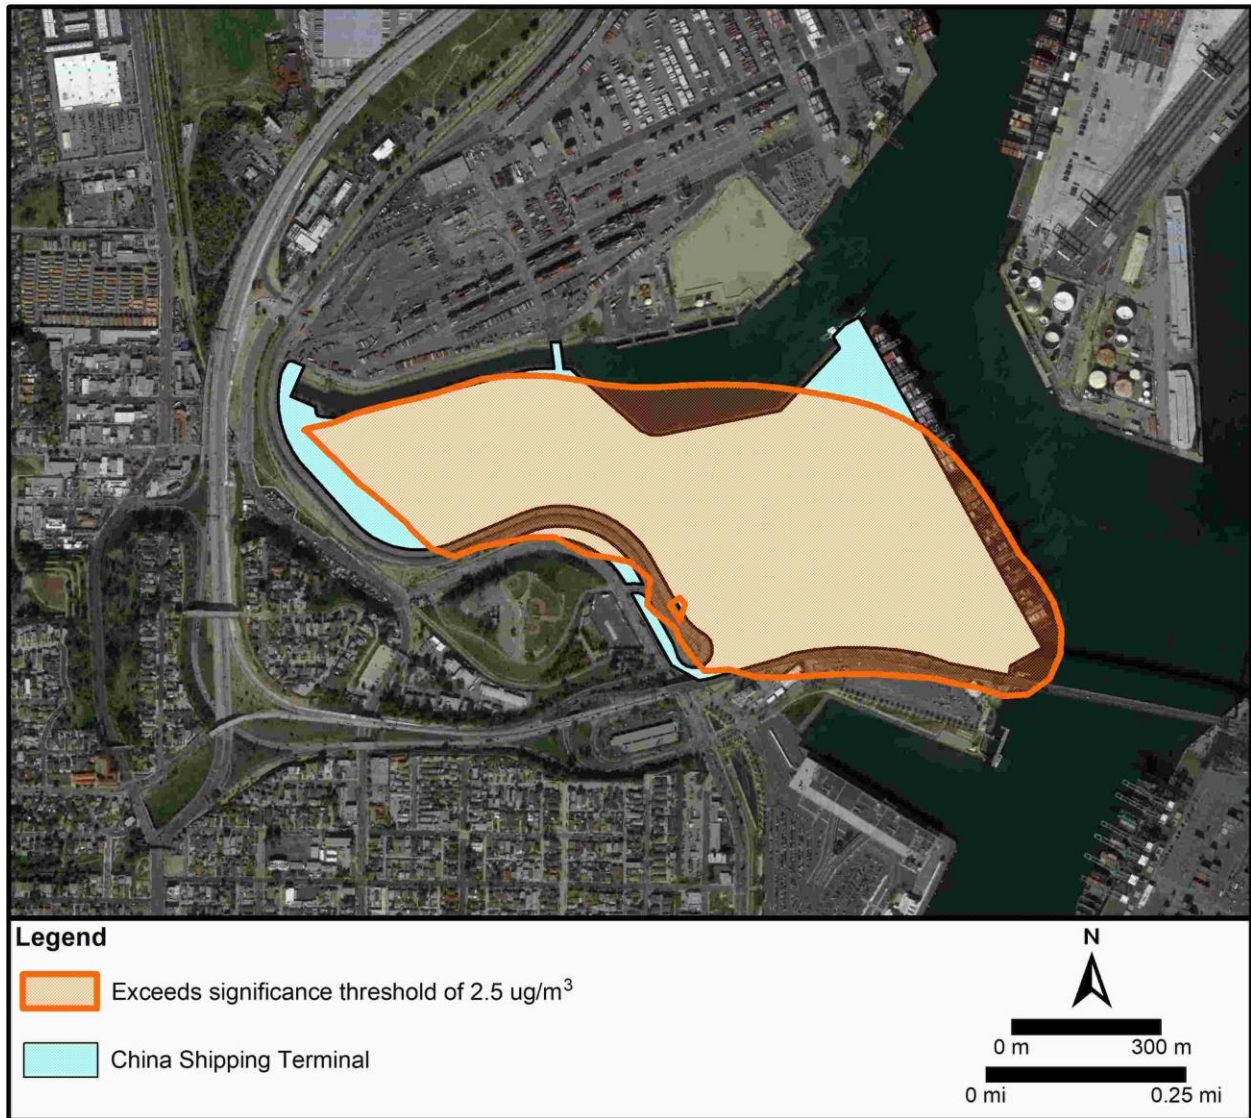 Legend
Exceeds significance threshold of 2.5 ug/m³
China Shipping Terminal
N
0 m 300 m
0 mi 0.25 mi